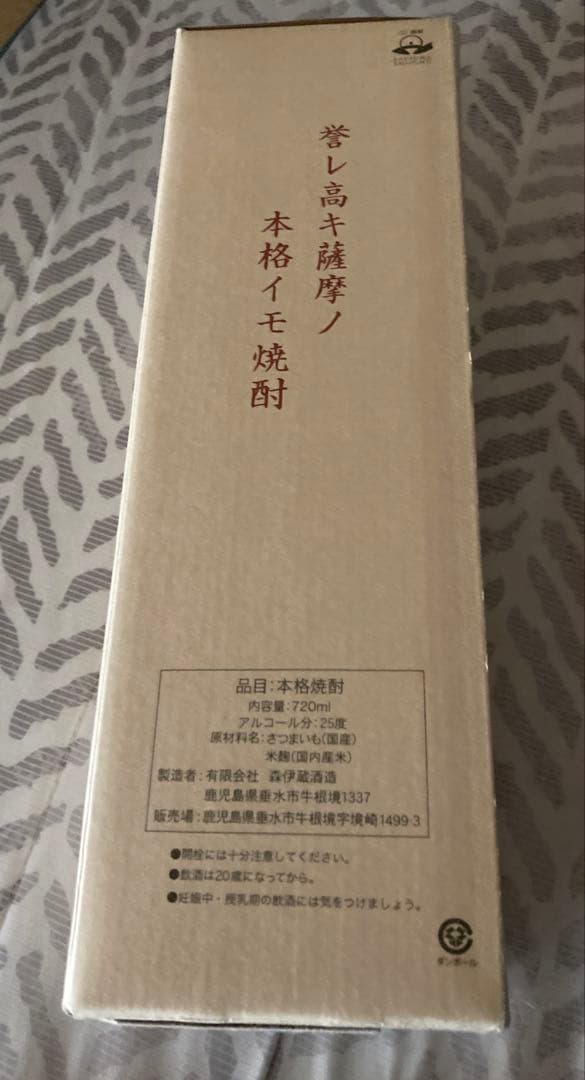 誉レ高キ薩摩ノ
本格イモ焼酎
品目:本格焼酎
内容量:720ml
アルコール分:25度
原材料名:さつまいも(国産)
米麹(国内産米)
製造者:有限会社 森伊蔵酒造
鹿児島県垂水市牛根境1337
販売場:鹿児島県垂水市牛根境字境崎1499-3
●開栓には十分注意してください。
●飲酒は20歳になってから。
●妊娠中・授乳期の飲酒には気をつけましょう。
ダンボール